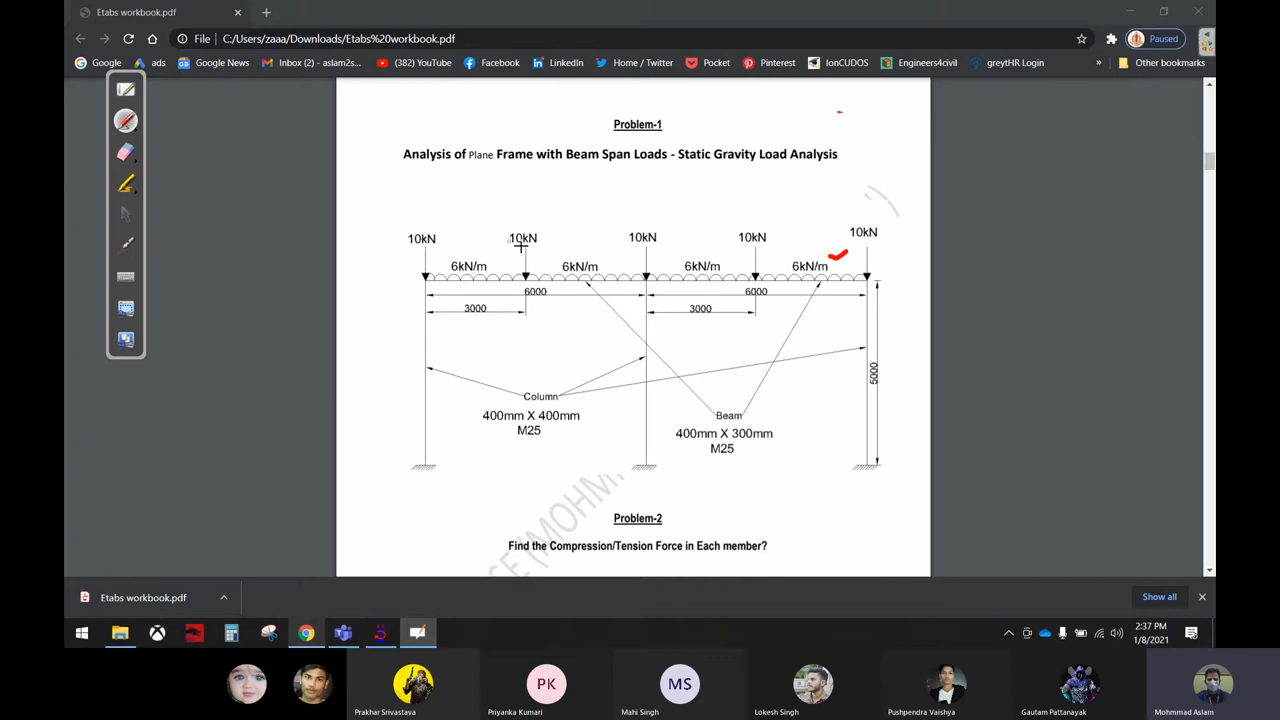 Etabs workbook.pdf
File C:/Users/zaaa/Downloads/Etabs%20workbook.pdf
Paused
Google ads Google News Inbox (2,010) - aslam2s... (382) YouTube Facebook LinkedIn Home / Twitter Pocket Pinterest IonCUDOS Engineers4civil greytHR Login » Other bookmarks
Problem-1
Analysis of Plane Frame with Beam Span Loads - Static Gravity Load Analysis
10kN 10kN 10kN 10kN 10kN
6kN/m 6kN/m 6kN/m 6kN/m
6000 6000
3000 3000
5000
Column
400mm X 400mm
M25
Beam
400mm X 300mm
M25
Problem-2
Find the Compression/Tension Force in Each member?
Etabs workbook.pdf
Show all
2:37 PM
1/8/2021
PK MS
Prakhar Srivastava Priyanka Kumari Mahi Singh Lokesh Singh Pushpendra Vaishya Gautam Pattanayak Mohmmad Aslam